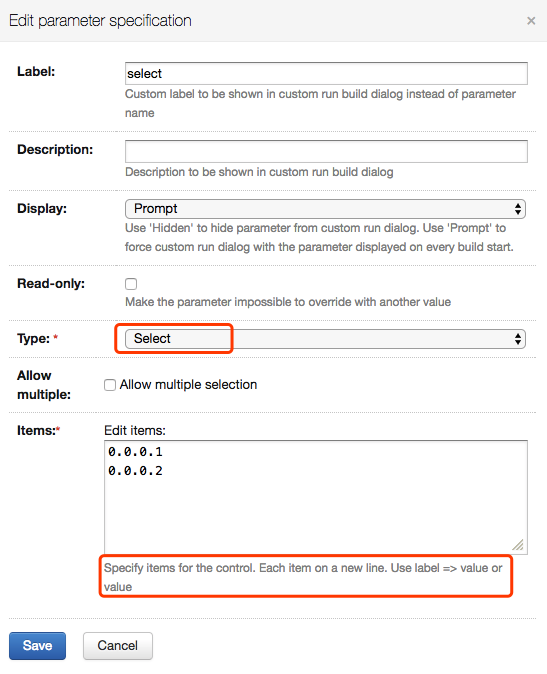 Edit parameter specification ×
Label:
select
Custom label to be shown in custom run build dialog instead of parameter
name
Description:
Description to be shown in custom run build dialog
Display:
Prompt
Use 'Hidden' to hide parameter from custom run dialog. Use 'Prompt' to
force custom run dialog with the parameter displayed on every build start.
Read-only:
Make the parameter impossible to override with another value
Type: *
Select
Allow
multiple:
Allow multiple selection
Items:*
Edit items:
0.0.0.1
0.0.0.2
Specify items for the control. Each item on a new line. Use label => value or
value
Save
Cancel